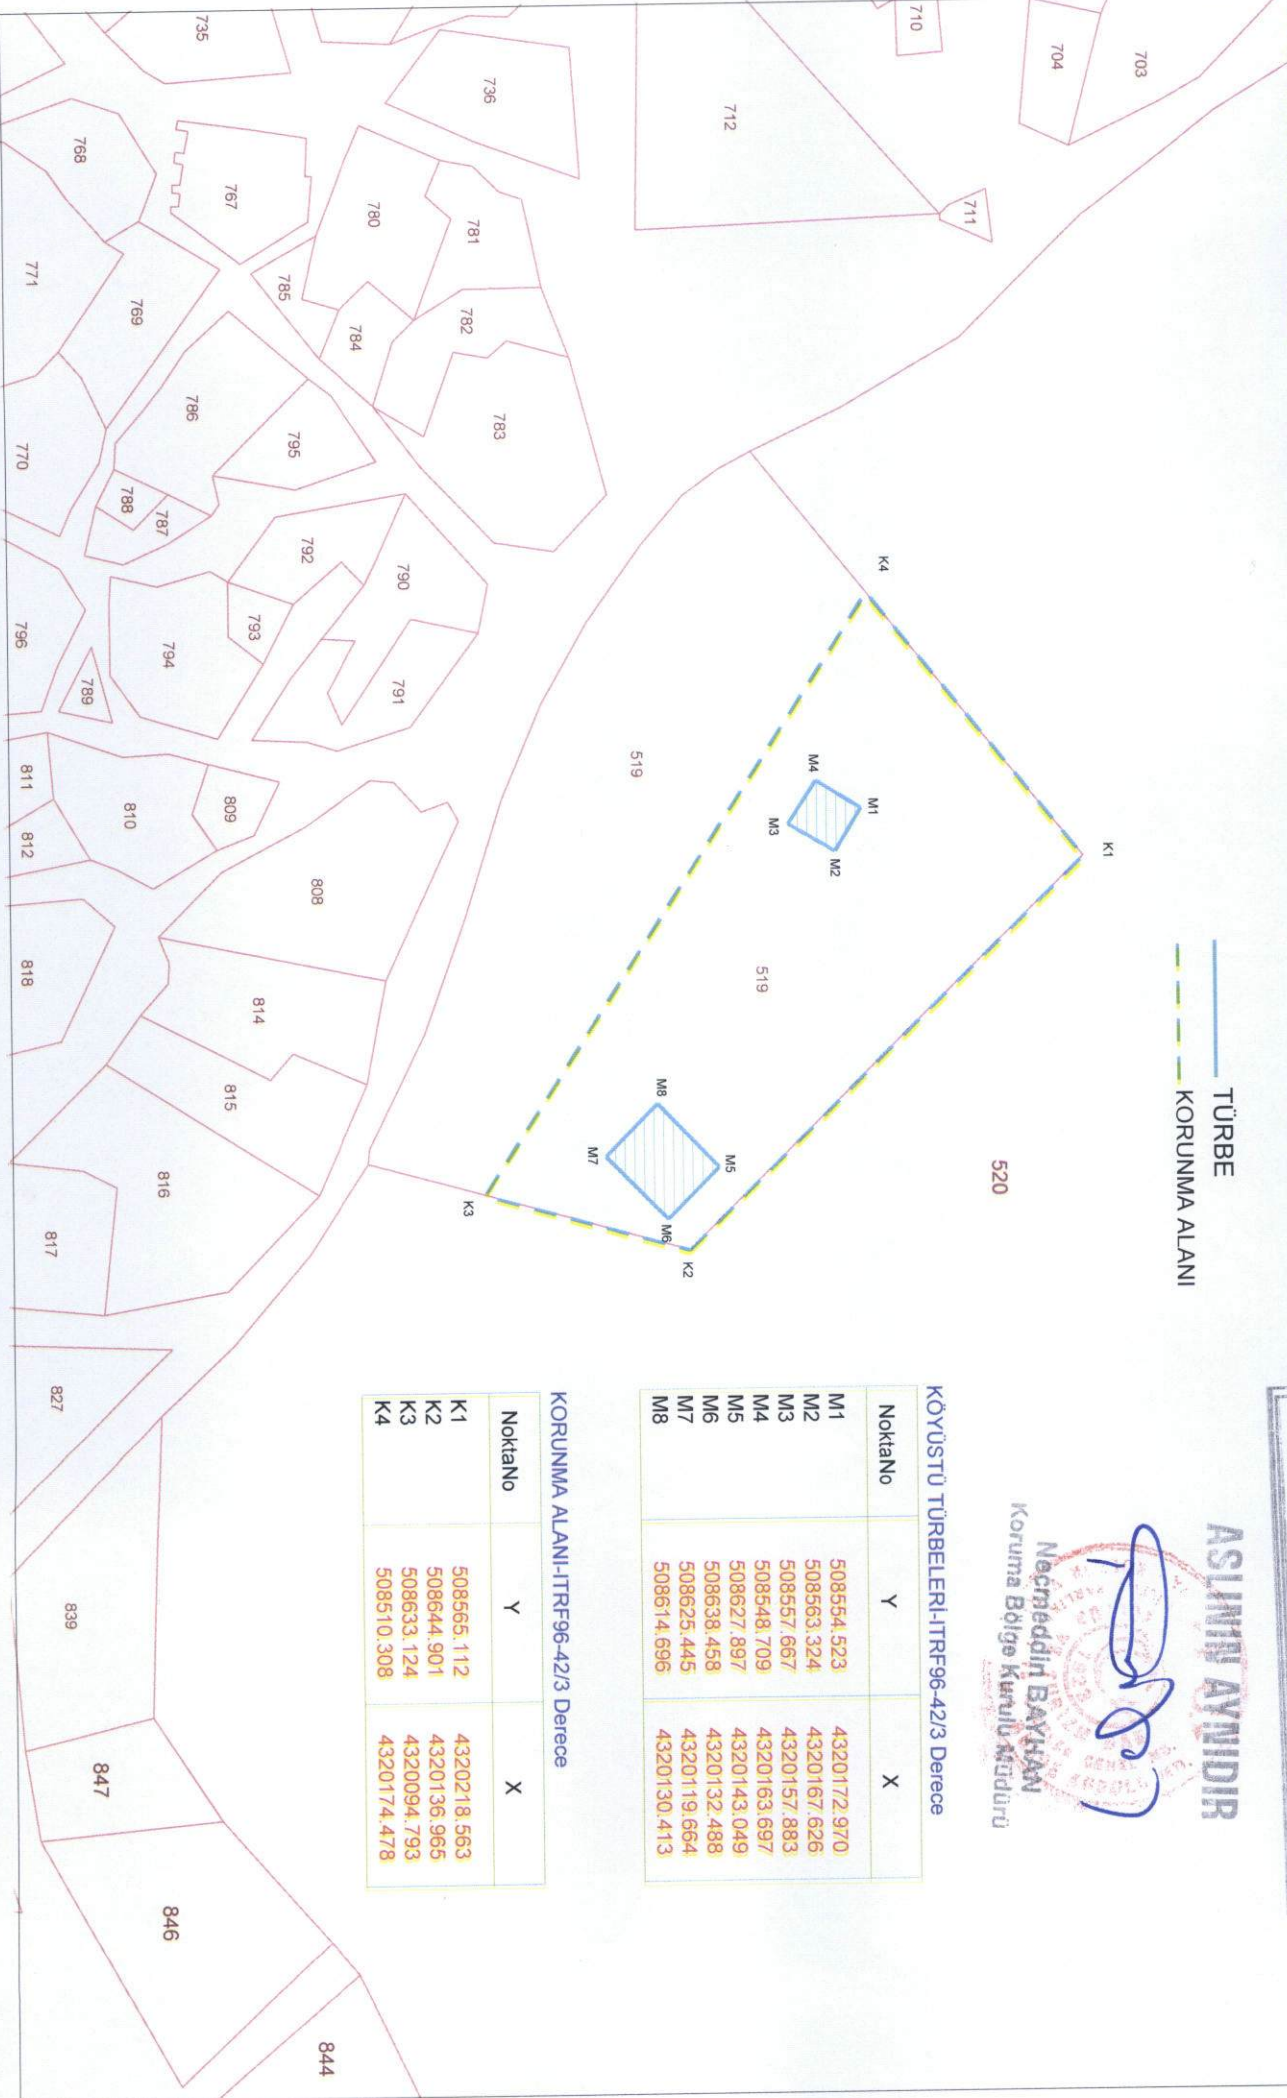 TÜRBE
KORUNMA ALANI
ASLININ AYNIDIR
Necmeddin BAYHAN
Koruma Bölge Kurulu Müdürü
KÖYÜSTÜ TÜRBELERİ-ITRF96-42/3 Derece
NoktaNo Y X
M1 508554.523 4320172.970
M2 508563.324 4320167.626
M3 508557.667 4320157.883
M4 508548.709 4320163.697
M5 508627.897 4320143.049
M6 508638.458 4320132.488
M7 508625.445 4320119.664
M8 508614.696 4320130.413
KORUNMA ALANI-ITRF96-42/3 Derece
NoktaNo Y X
K1 508565.112 4320218.563
K2 508644.901 4320136.965
K3 508633.124 4320094.793
K4 508510.308 4320174.478
703
704
710
711
712
520
K1
K4
M1
M4
M2
M3
519
519
M5
M8
M6
M7
K2
K3
735
736
768
767
780
781
771
769
785
784
782
783
786
795
770
788
787
792
790
793
796
794
789
791
811
810
809
812
808
818
814
815
816
817
827
839
847
846
844